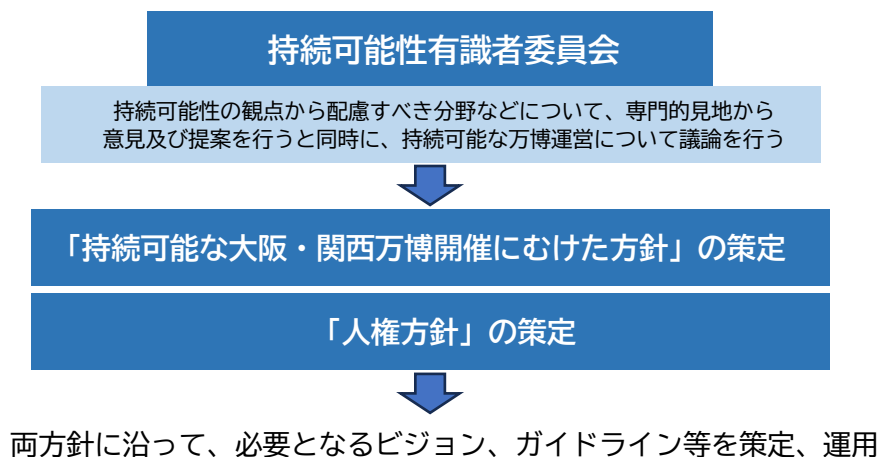 持続可能性有識者委員会
持続可能性の観点から配慮すべき分野などについて、専門的見地から
意見及び提案を行うと同時に、持続可能な万博運営について議論を行う
「持続可能な大阪・関西万博開催にむけた方針」の策定
「人権方針」の策定
両方針に沿って、必要となるビジョン、ガイドライン等を策定、運用